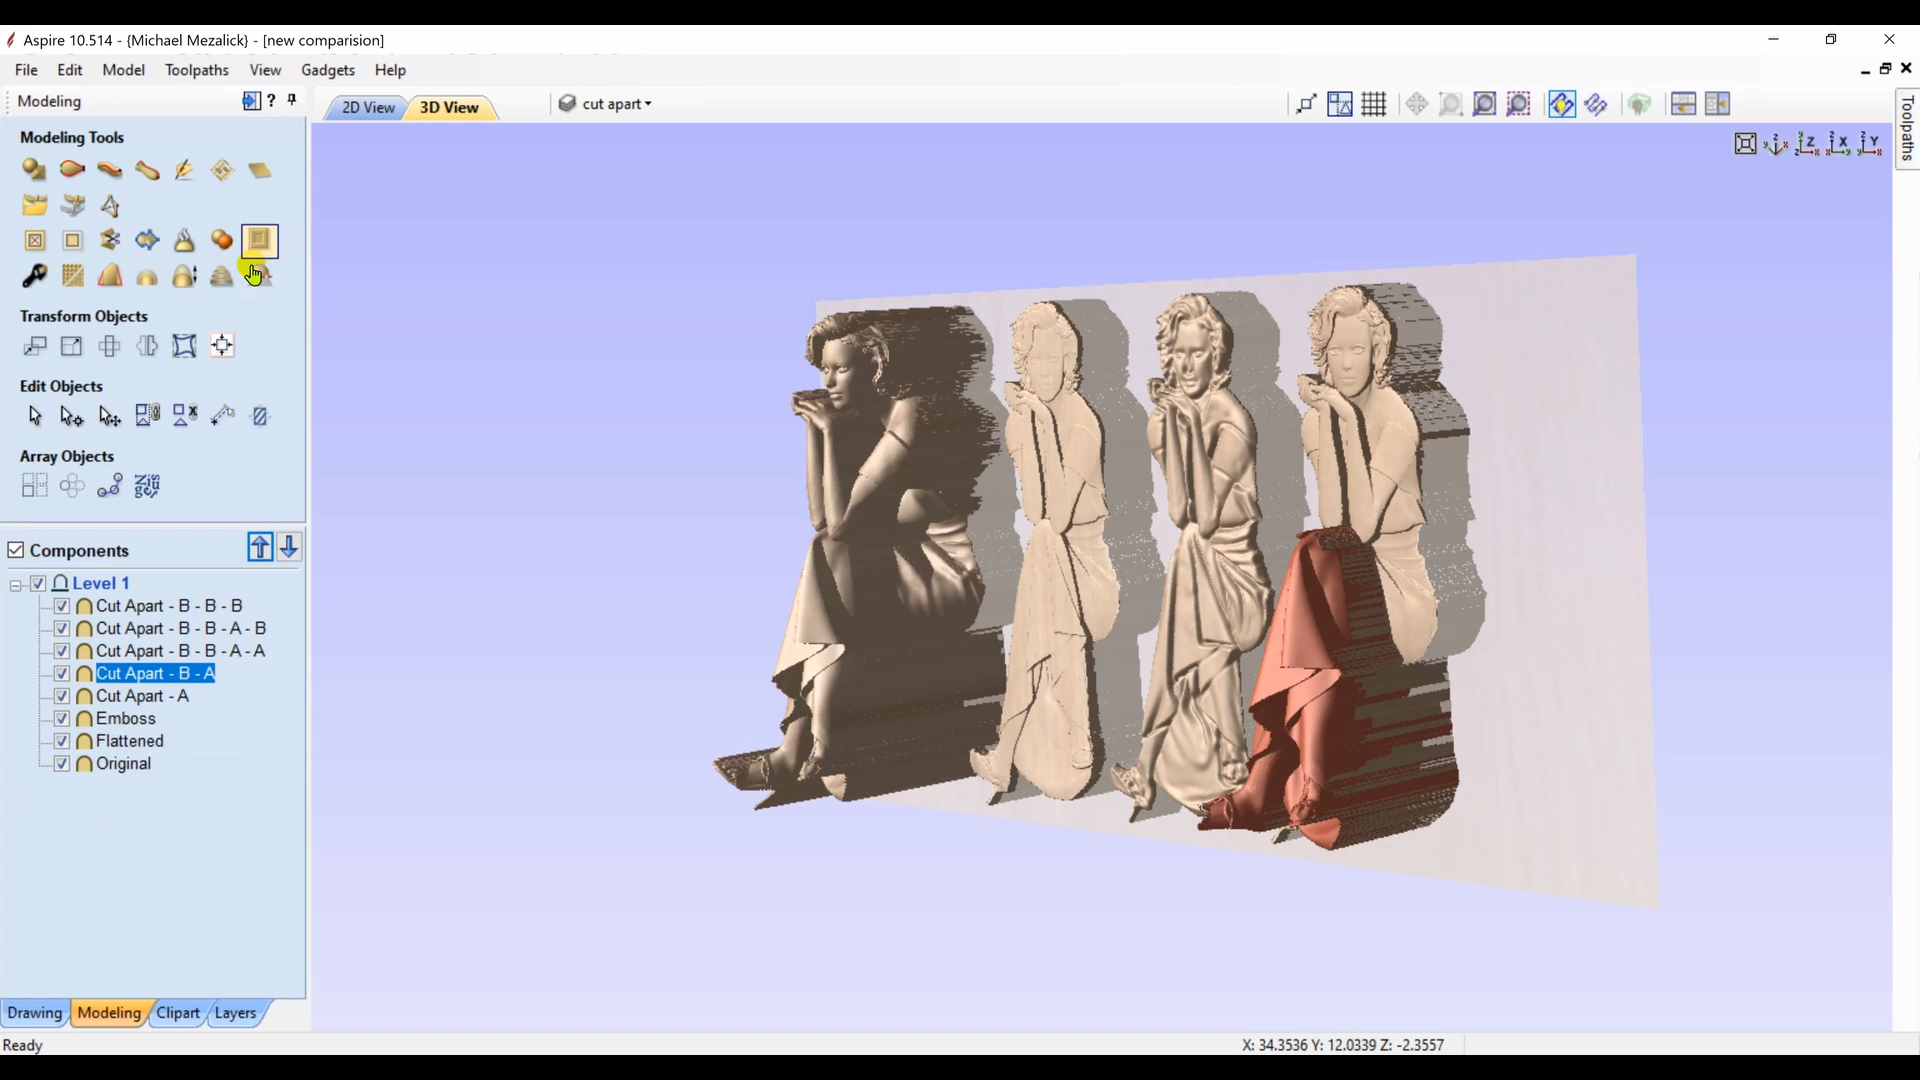 Aspire 10.514 - {Michael Mezalick} - [new comparision]
File Edit Model Toolpaths View Gadgets Help
Modeling
2D View 3D View cut apart
Toolpaths
Modeling Tools
Transform Objects
Edit Objects
Array Objects
Components
Level 1
Cut Apart - B - B - B
Cut Apart - B - B - A - B
Cut Apart - B - B - A - A
Cut Apart - B - A
Cut Apart - A
Emboss
Flattened
Original
Drawing Modeling Clipart Layers
Ready
X: 34.3536 Y: 12.0339 Z: -2.3557